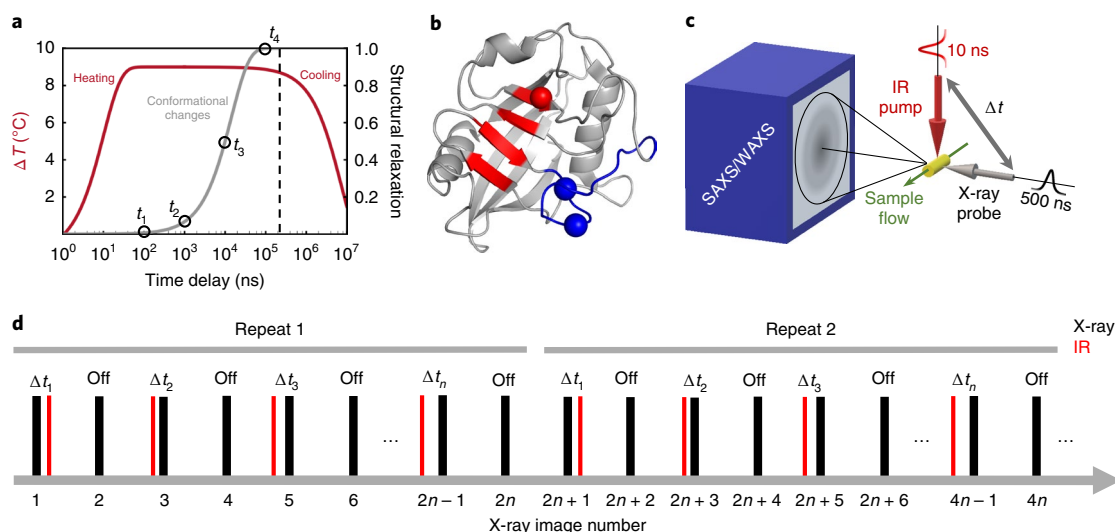 a
ΔT (°C)
10
8
6
4
2
Heating
Conformational
changes
Cooling
t1
t2
t3
t4
1.0
0.8
0.6
0.4
0.2
Structural relaxation
10^0 10^1 10^2 10^3 10^4 10^5 10^6 10^7
Time delay (ns)
b
c
SAXS/WAXS
10 ns
IR
pump
Δt
Sample
flow
X-ray
probe
500 ns
d
Repeat 1 Repeat 2 X-ray
IR
Δt1 Off Δt2 Off Δt3 Off Δtn Off Δt1 Off Δt2 Off Δt3 Off Δtn Off
... ... ...
1 2 3 4 5 6 2n – 1 2n 2n + 1 2n + 2 2n + 3 2n + 4 2n + 5 2n + 6 4n – 1 4n
X-ray image number